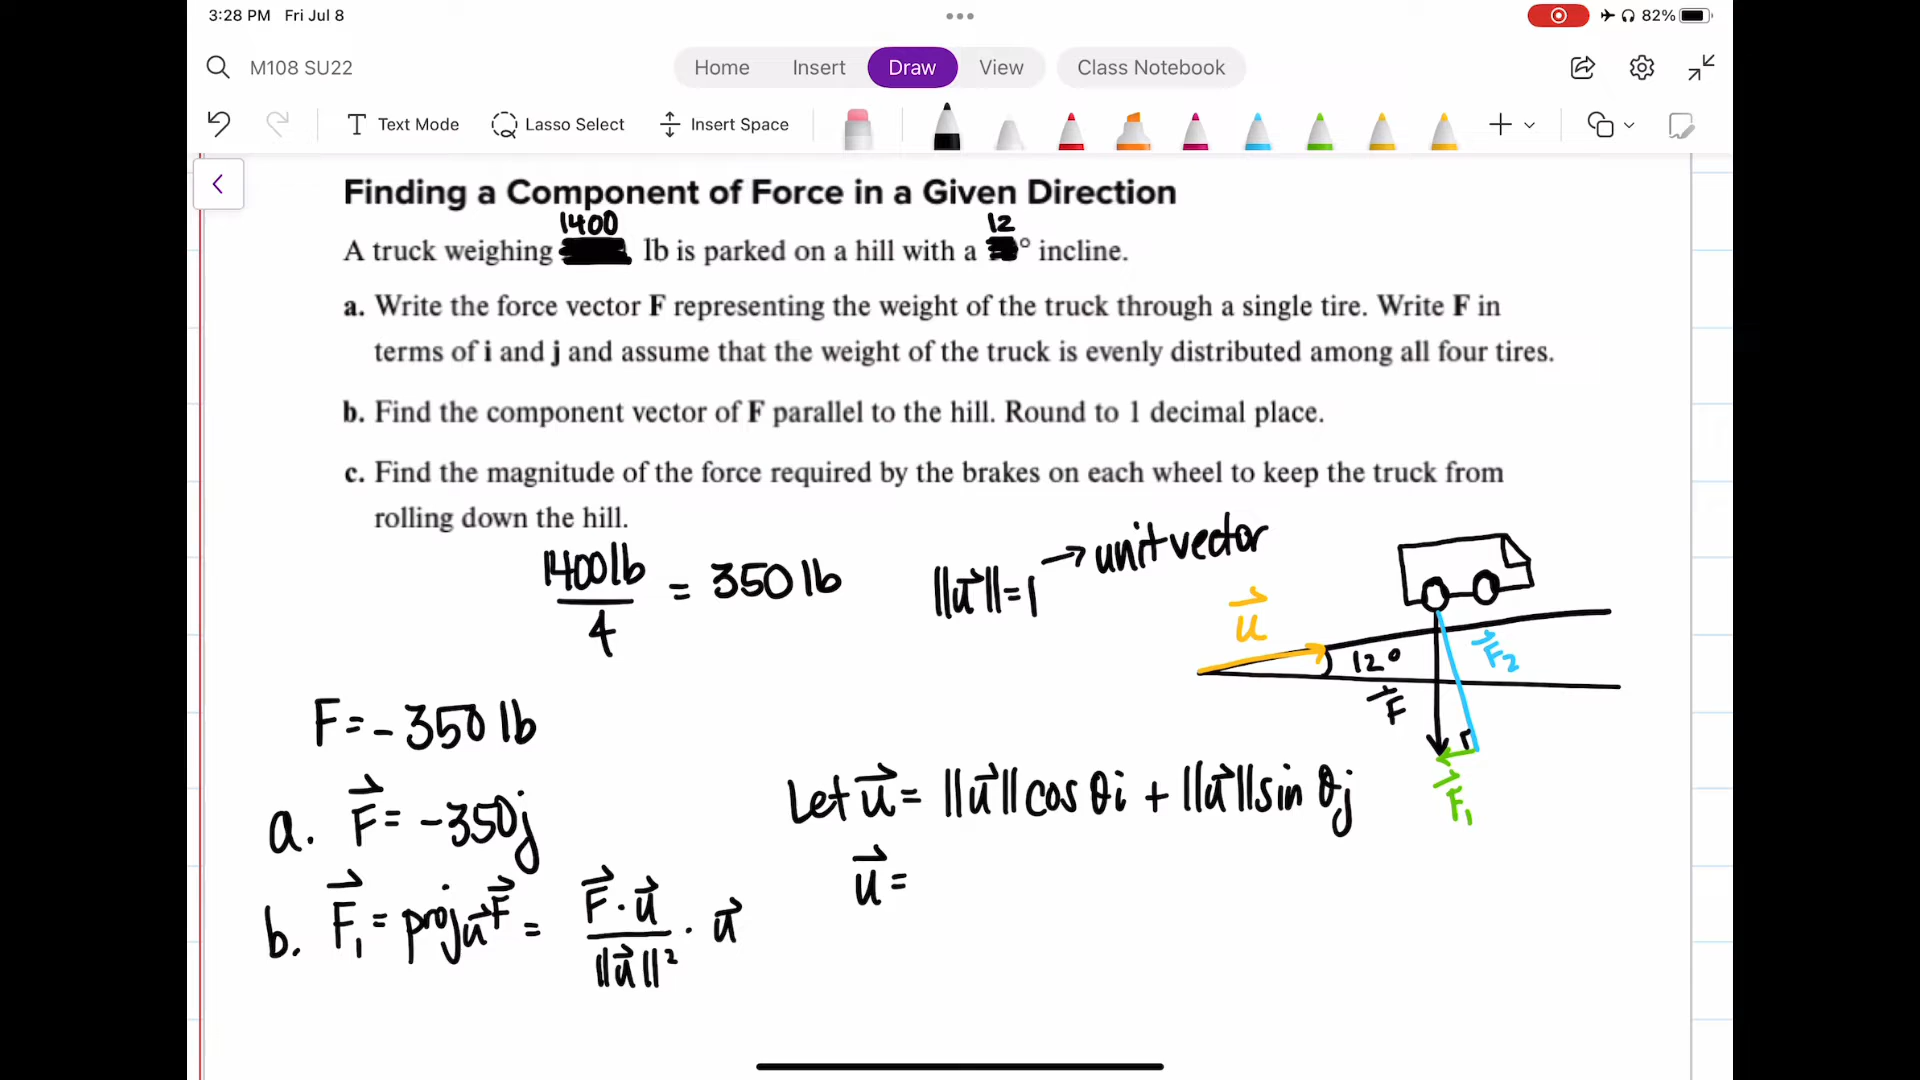 3:28 PM Fri Jul 8
82%
M108 SU22
Home Insert Draw View Class Notebook
Text Mode Lasso Select Insert Space
Finding a Component of Force in a Given Direction
1400 12
A truck weighing lb is parked on a hill with a ° incline.
a. Write the force vector F representing the weight of the truck through a single tire. Write F in
terms of i and j and assume that the weight of the truck is evenly distributed among all four tires.
b. Find the component vector of F parallel to the hill. Round to 1 decimal place.
c. Find the magnitude of the force required by the brakes on each wheel to keep the truck from
rolling down the hill.
1400lb/4 = 350 lb
||u⃗||=1 → unit vector
u⃗
12°
F⃗
F⃗₂
F⃗₁
F = -350 lb
a. F⃗ = -350j
b. F⃗₁ = proj_u⃗ F⃗ = (F⃗ · u⃗)/||u⃗||² · u⃗
Let u⃗ = ||u⃗|| cos θi + ||u⃗|| sin θj
u⃗ =